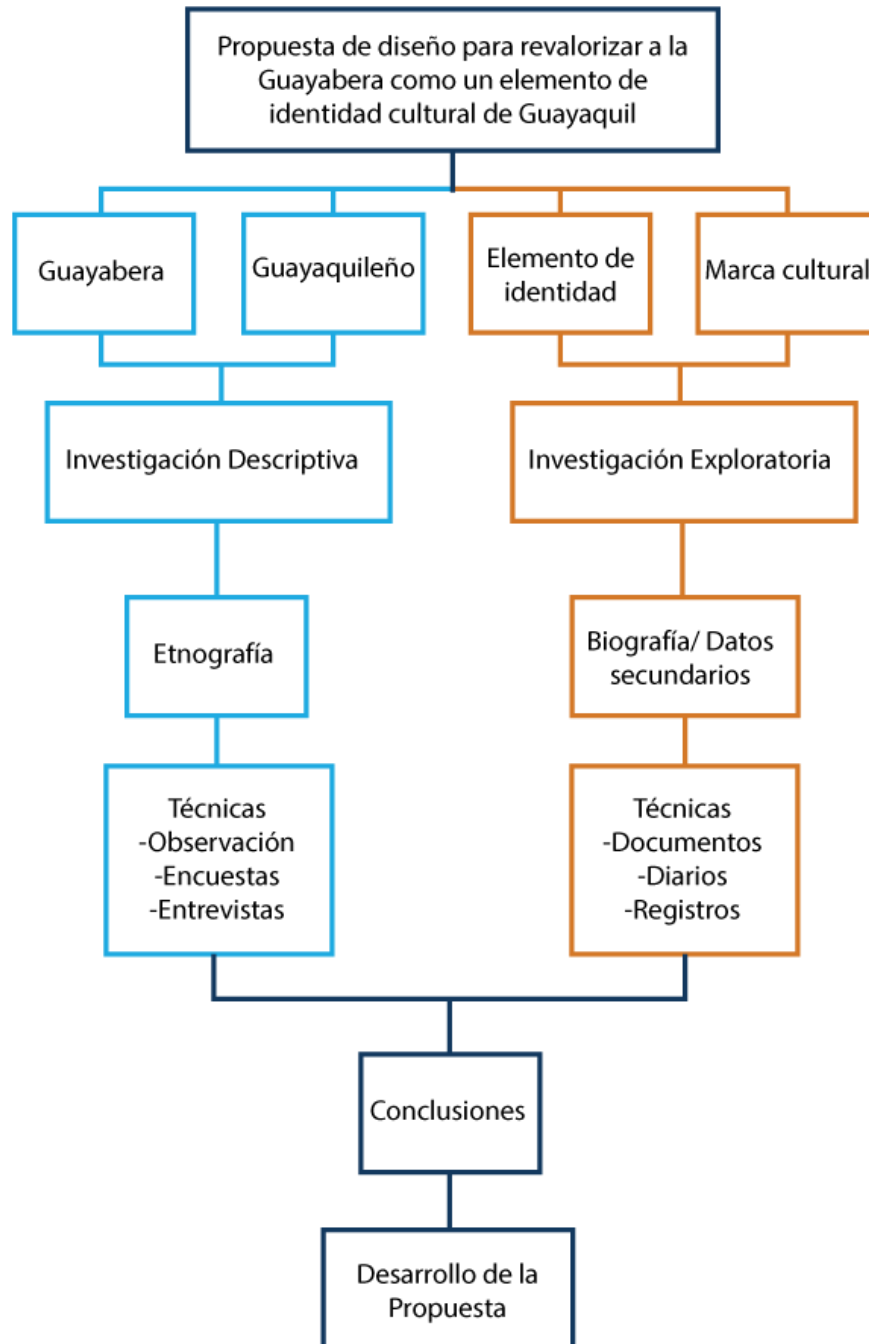 Propuesta de diseño para revalorizar a la
Guayabera como un elemento de
identidad cultural de Guayaquil
Guayabera
Guayaquileño
Elemento de
identidad
Marca cultural
Investigación Descriptiva
Investigación Exploratoria
Etnografía
Biografía/ Datos
secundarios
Técnicas
-Observación
-Encuestas
-Entrevistas
Técnicas
-Documentos
-Diarios
-Registros
Conclusiones
Desarrollo de la
Propuesta